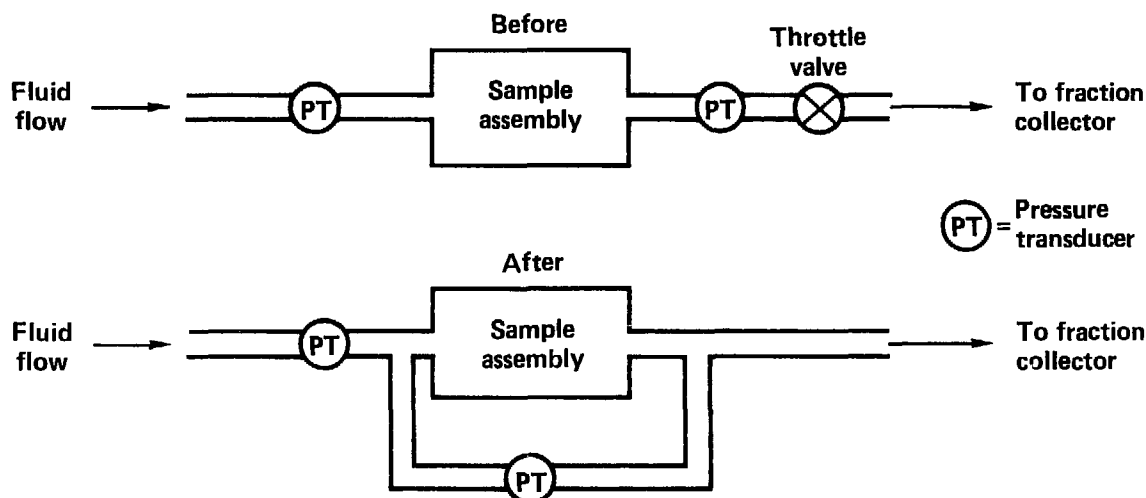 Before
Throttle
valve
Fluid
flow
PT
Sample
assembly
PT
To fraction
collector
PT = Pressure
transducer
After
Fluid
flow
PT
Sample
assembly
To fraction
collector
PT